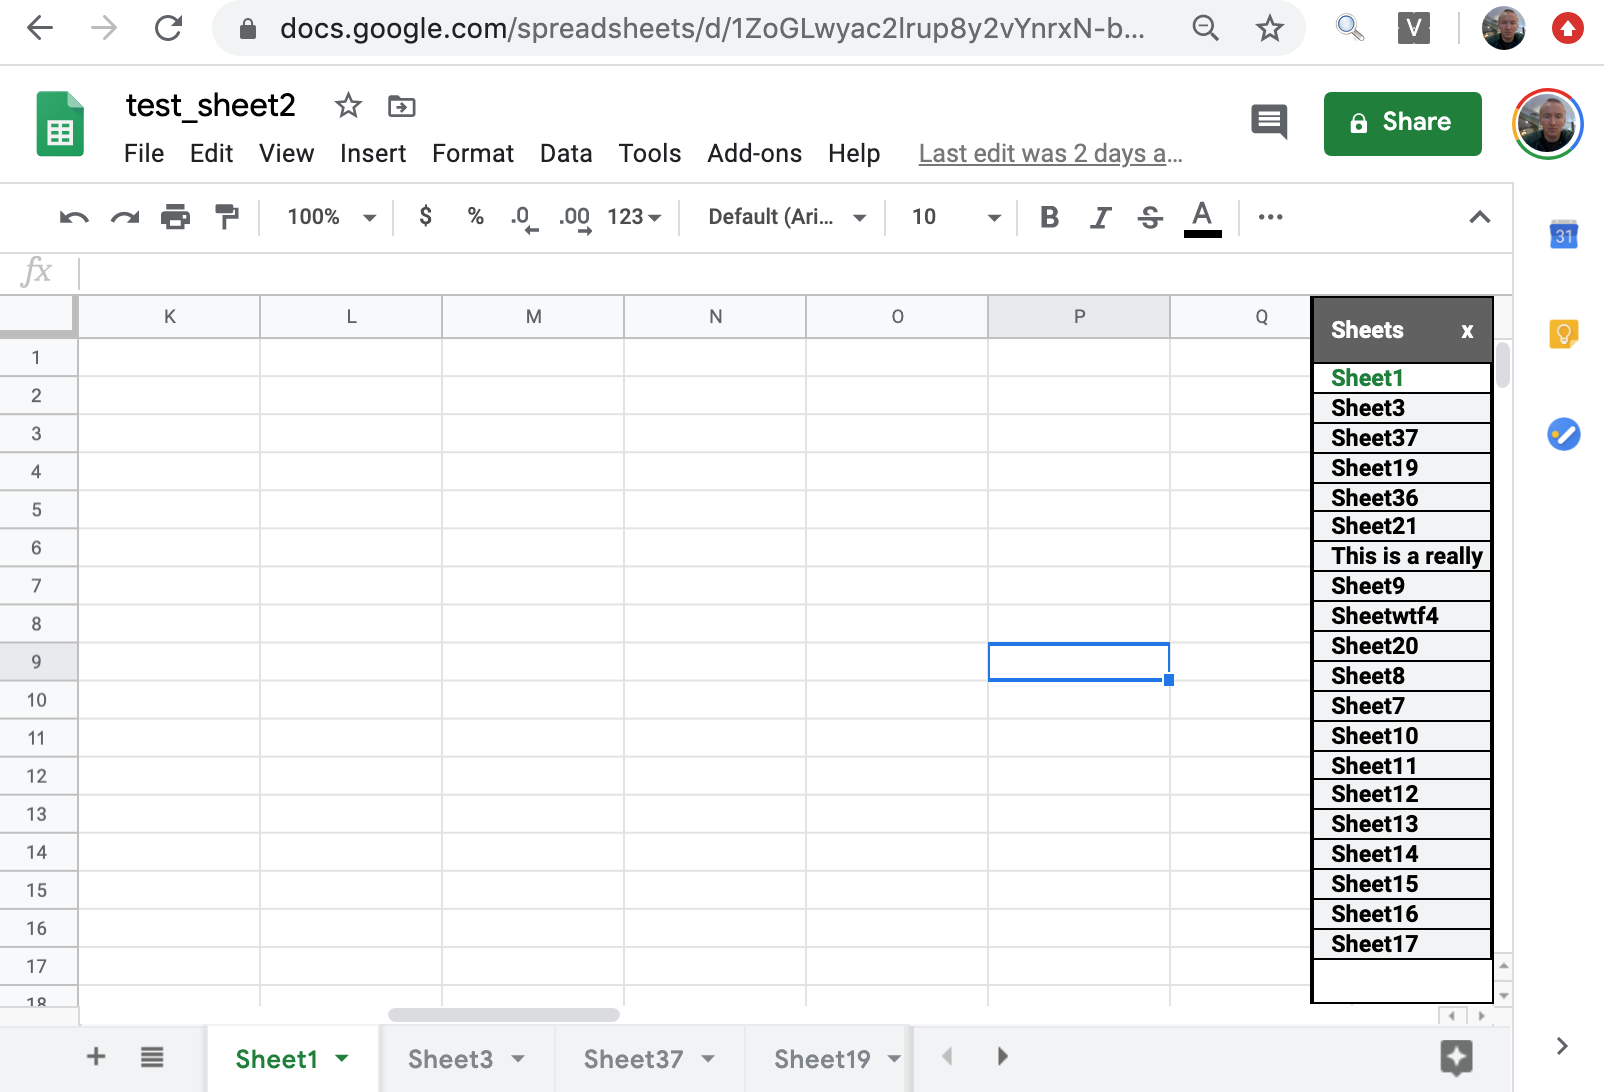 docs.google.com/spreadsheets/d/1ZoGLwyac2lrup8y2vYnrxN-b...
V
test_sheet2
Share
File Edit View Insert Format Data Tools Add-ons Help Last edit was 2 days a...
100% $ % .0 .00 123 Default (Ari... 10 B I S A ...
31
fx
K L M N O P Q
Sheets x
1
2
3
4
5
6
7
8
9
10
11
12
13
14
15
16
17
18
Sheet1
Sheet3
Sheet37
Sheet19
Sheet36
Sheet21
This is a really
Sheet9
Sheetwtf4
Sheet20
Sheet8
Sheet7
Sheet10
Sheet11
Sheet12
Sheet13
Sheet14
Sheet15
Sheet16
Sheet17
+ Sheet1 Sheet3 Sheet37 Sheet19